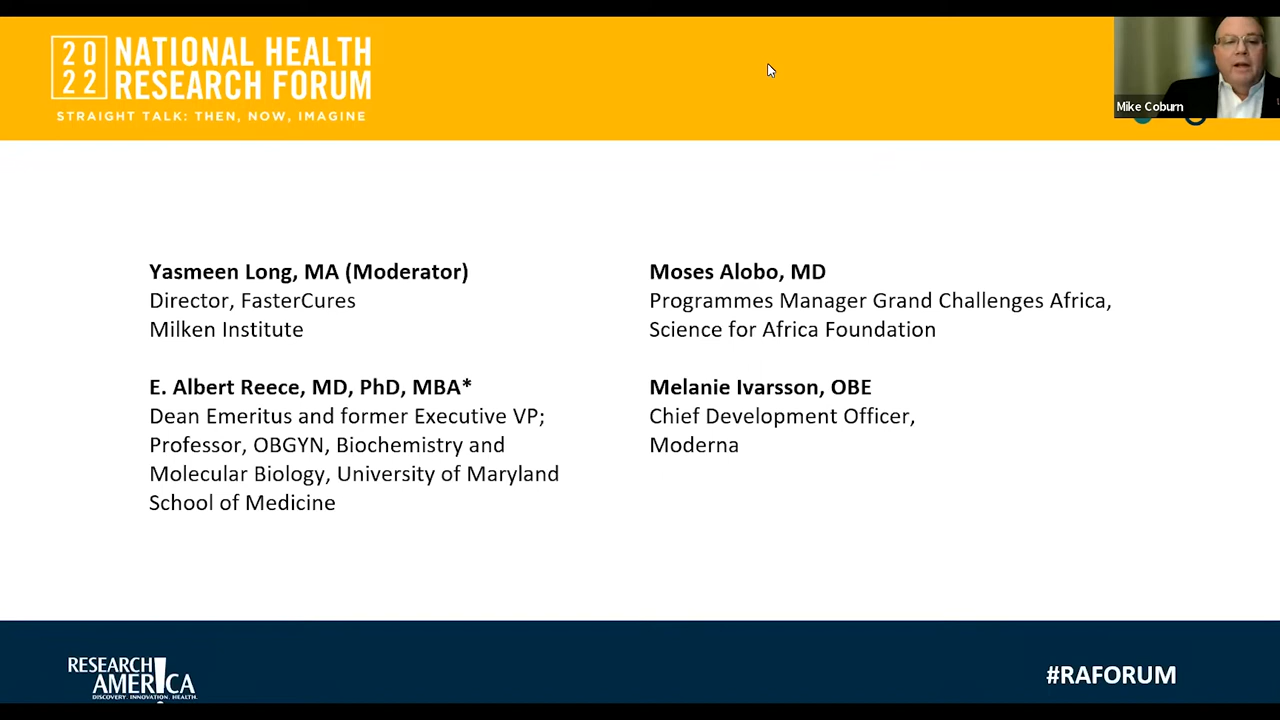 20
22
NATIONAL HEALTH
RESEARCH FORUM
STRAIGHT TALK: THEN, NOW, IMAGINE
Mike Coburn
Yasmeen Long, MA (Moderator)
Director, FasterCures
Milken Institute
E. Albert Reece, MD, PhD, MBA*
Dean Emeritus and former Executive VP;
Professor, OBGYN, Biochemistry and
Molecular Biology, University of Maryland
School of Medicine
Moses Alobo, MD
Programmes Manager Grand Challenges Africa,
Science for Africa Foundation
Melanie Ivarsson, OBE
Chief Development Officer,
Moderna
RESEARCH
AMERICA
DISCOVERY. INNOVATION. HEALTH.
#RAFORUM